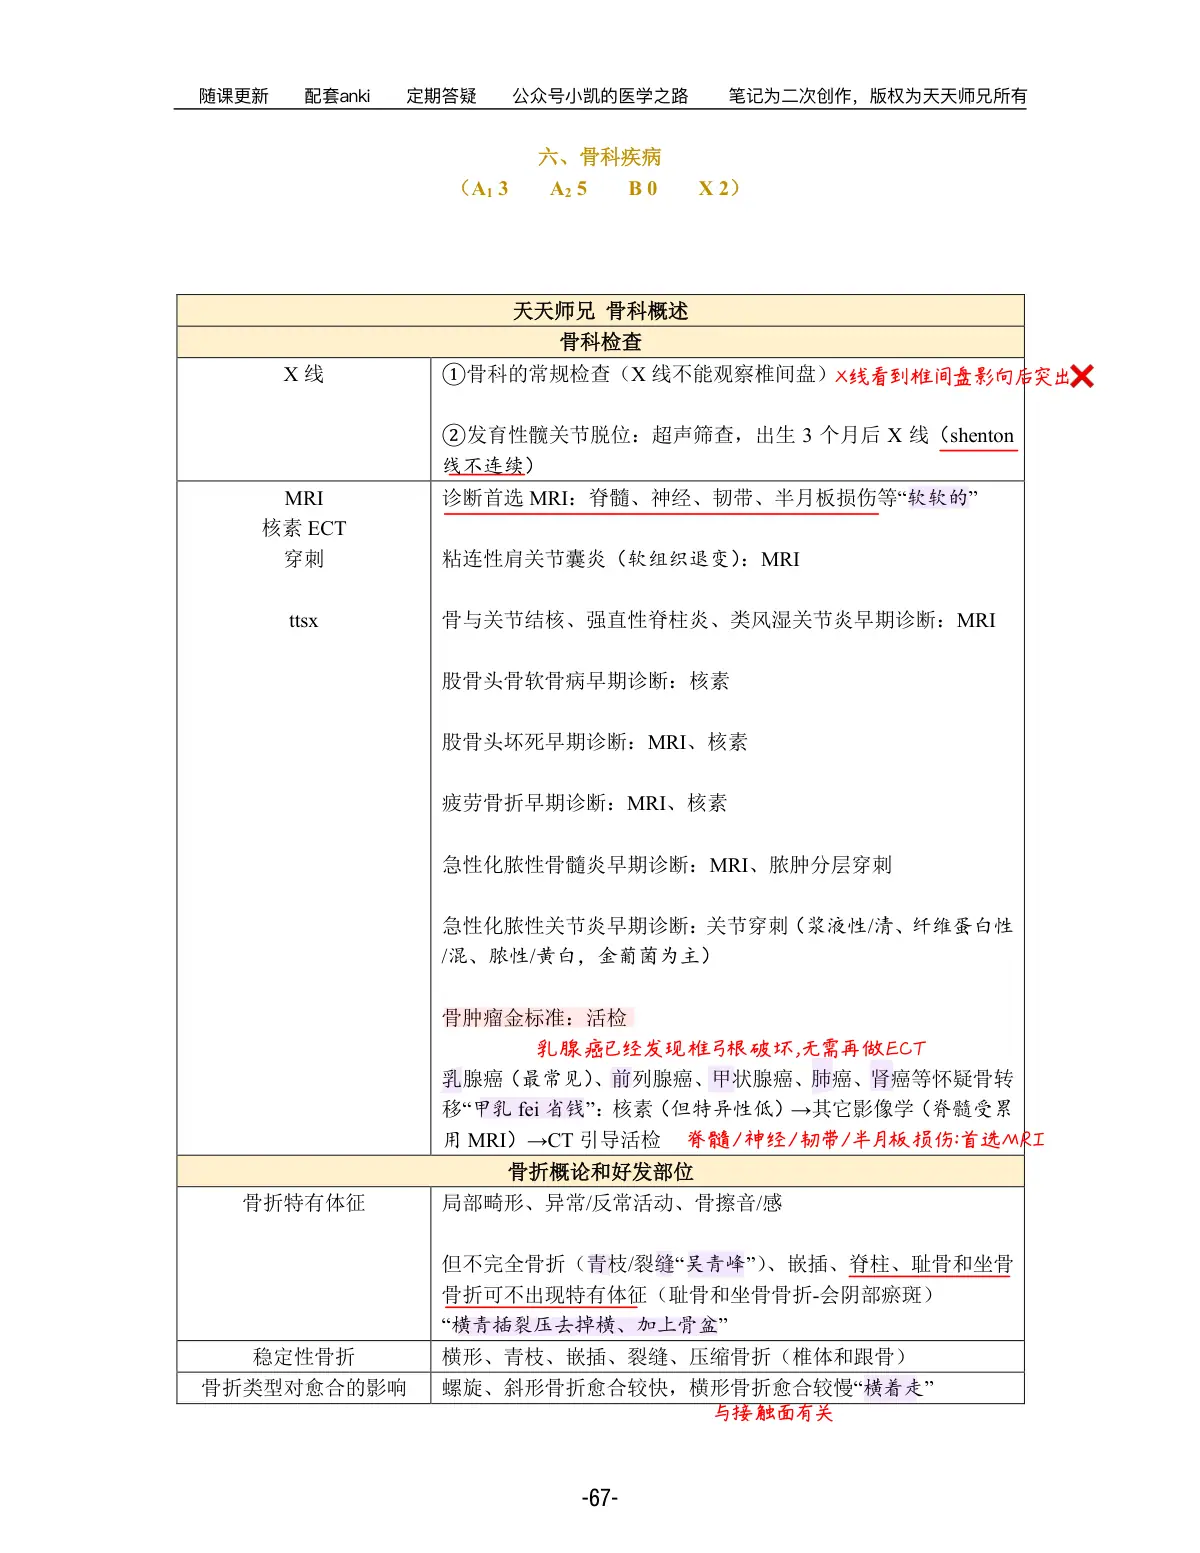 随课更新 配套anki 定期答疑 公众号小凯的医学之路 笔记为二次创作，版权为天天师兄所有
六、骨科疾病
（A1 3 A2 5 B 0 X 2）
天天师兄 骨科概述
骨科检查
X 线
①骨科的常规检查（X 线不能观察椎间盘）X线看到椎间盘影向后突出❌
②发育性髋关节脱位：超声筛查，出生 3 个月后 X 线（shenton
线不连续）
MRI
核素 ECT
穿刺
ttsx
诊断首选 MRI：脊髓、神经、韧带、半月板损伤等“软软的”
粘连性肩关节囊炎（软组织退变）：MRI
骨与关节结核、强直性脊柱炎、类风湿关节炎早期诊断：MRI
股骨头骨软骨病早期诊断：核素
股骨头坏死早期诊断：MRI、核素
疲劳骨折早期诊断：MRI、核素
急性化脓性骨髓炎早期诊断：MRI、脓肿分层穿刺
急性化脓性关节炎早期诊断：关节穿刺（浆液性/清、纤维蛋白性
/混、脓性/黄白，金葡菌为主）
骨肿瘤金标准：活检
乳腺癌已经发现椎弓根破坏,无需再做ECT
乳腺癌（最常见）、前列腺癌、甲状腺癌、肺癌、肾癌等怀疑骨转
移“甲乳 fei 省钱”：核素（但特异性低）→其它影像学（脊髓受累
用 MRI）→CT 引导活检 脊髓/神经/韧带/半月板损伤:首选MRI
骨折概论和好发部位
骨折特有体征
局部畸形、异常/反常活动、骨擦音/感
但不完全骨折（青枝/裂缝“吴青峰”）、嵌插、脊柱、耻骨和坐骨
骨折可不出现特有体征（耻骨和坐骨骨折-会阴部瘀斑）
“横青插裂压去掉横、加上骨盆”
稳定性骨折
横形、青枝、嵌插、裂缝、压缩骨折（椎体和跟骨）
骨折类型对愈合的影响
螺旋、斜形骨折愈合较快，横形骨折愈合较慢“横着走”
与接触面有关
-67-